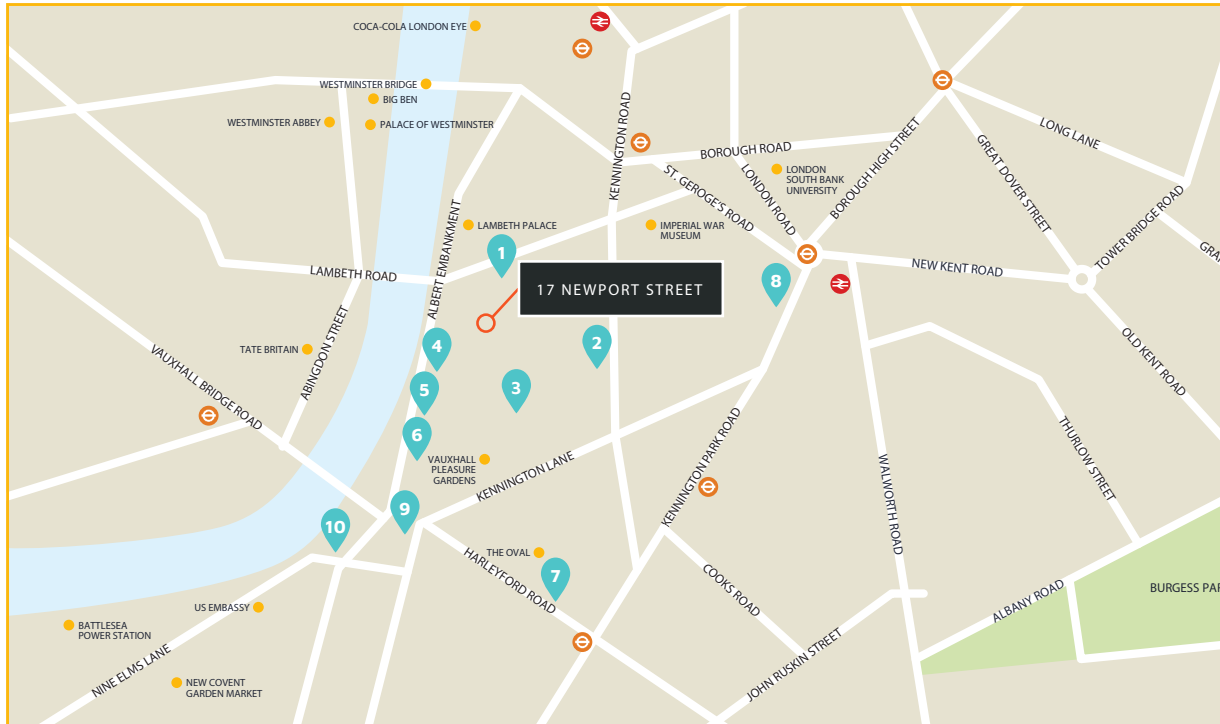 COCA-COLA LONDON EYE
WESTMINSTER BRIDGE
BIG BEN
WESTMINSTER ABBEY
PALACE OF WESTMINSTER
KENNINGTON ROAD
BOROUGH ROAD
LONG LANE
GREAT DOVER STREET
BOROUGH HIGH STREET
LONDON
SOUTH BANK
UNIVERSITY
ST. GEROGE'S ROAD
LONDON ROAD
TOWER BRIDGE ROAD
GRA
LAMBETH PALACE
IMPERIAL WAR
MUSEUM
ALBERT EMBANKMENT
1
LAMBETH ROAD
NEW KENT ROAD
8
17 NEWPORT STREET
ABINGDON STREET
TATE BRITAIN
VAUXHALL BRIDGE ROAD
4
2
OLD KENT ROAD
5
3
6
VAUXHALL
PLEASURE
GARDENS
KENNINGTON LANE
KENNINGTON PARK ROAD
WALWORTH ROAD
THURLOW STREET
9
10
THE OVAL
7
HARLEYFORD ROAD
COOKS ROAD
ALBANY ROAD
BURGESS PAR
US EMBASSY
BATTLESEA
POWER STATION
NINE ELMS LANE
NEW COVENT
GARDEN MARKET
JOHN RUSKIN STREET